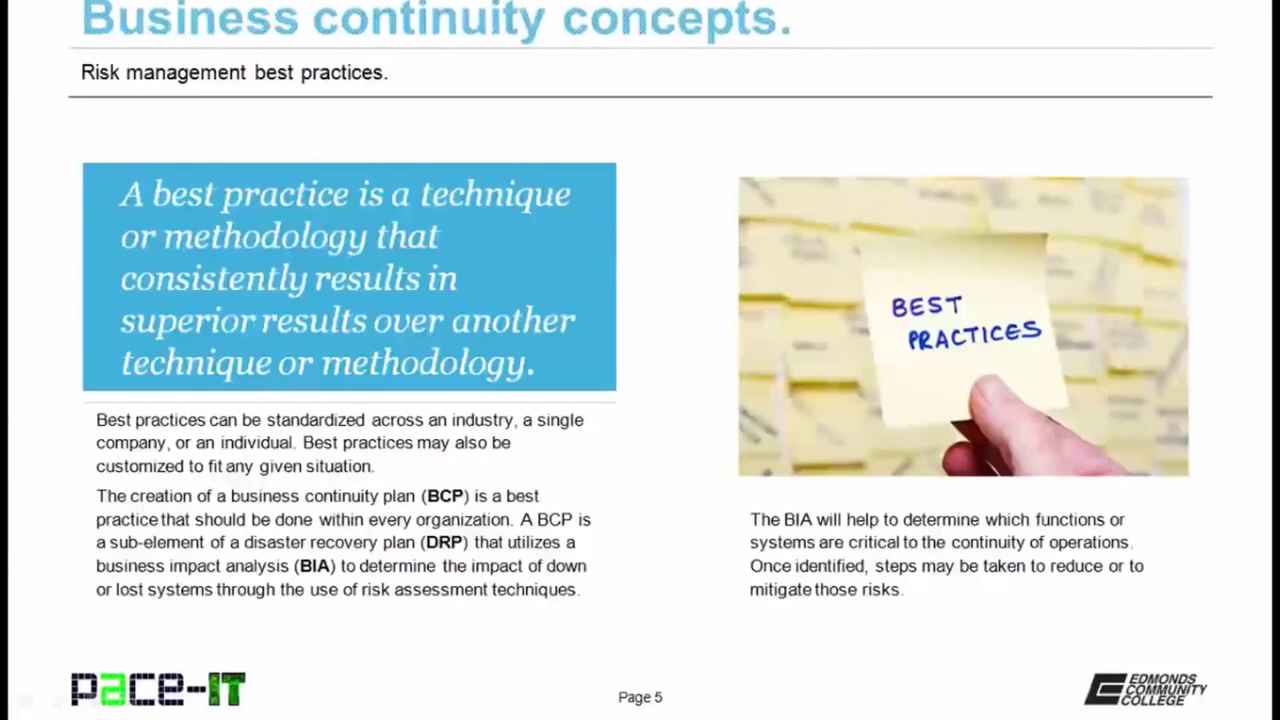 Business continuity concepts.
Risk management best practices.
A best practice is a technique
or methodology that
consistently results in
superior results over another
technique or methodology.
Best practices can be standardized across an industry, a single
company, or an individual. Best practices may also be
customized to fit any given situation.
The creation of a business continuity plan (BCP) is a best
practice that should be done within every organization. A BCP is
a sub-element of a disaster recovery plan (DRP) that utilizes a
business impact analysis (BIA) to determine the impact of down
or lost systems through the use of risk assessment techniques.
BEST
PRACTICES
The BIA will help to determine which functions or
systems are critical to the continuity of operations.
Once identified, steps may be taken to reduce or to
mitigate those risks.
pace-IT
Page 5
EDMONDS
COMMUNITY
COLLEGE